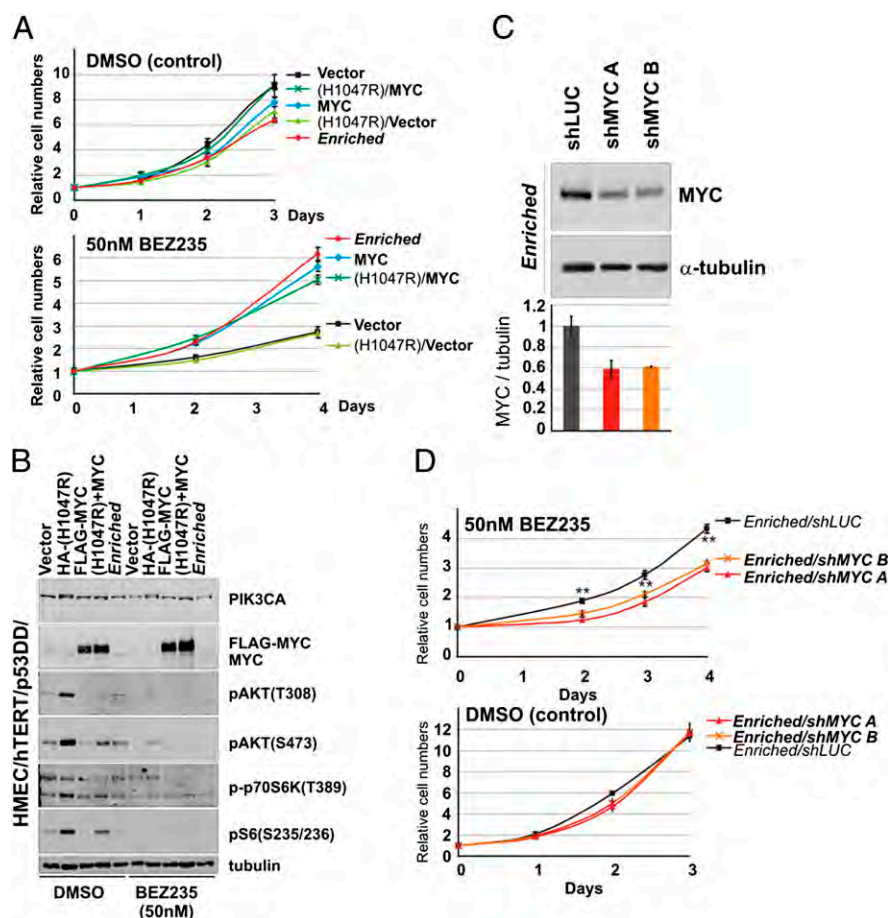 A
DMSO (control)
10
8
6
4
2
0
Relative cell numbers
0 1 2 3 Days
Vector
(H1047R)/MYC
MYC
(H1047R)/Vector
Enriched
50nM BEZ235
6
5
4
3
2
1
0
Relative cell numbers
0 1 2 3 4
Days
Enriched
MYC
(H1047R)/MYC
Vector
(H1047R)/Vector
B
HMEC/hTERT/p53DD/
Vector
HA-(H1047R)
FLAG-MYC
(H1047R)+MYC
Enriched
Vector
HA-(H1047R)
FLAG-MYC
(H1047R)+MYC
Enriched
PIK3CA
FLAG-MYC
MYC
pAKT(T308)
pAKT(S473)
p-p70S6K(T389)
pS6(S235/236)
tubulin
DMSO
BEZ235
(50nM)
C
shLUC
shMYC A
shMYC B
Enriched
MYC
α-tubulin
1.2
1
0.8
0.6
0.4
0.2
0
MYC / tubulin
D
50nM BEZ235
4
3
2
1
0
Relative cell numbers
** ** **
0 1 2 3 4
Days
Enriched/shLUC
Enriched/shMYC B
Enriched/shMYC A
DMSO (control)
12
10
8
6
4
2
0
Relative cell numbers
0 1 2 3
Days
Enriched/shMYC A
Enriched/shMYC B
Enriched/shLUC